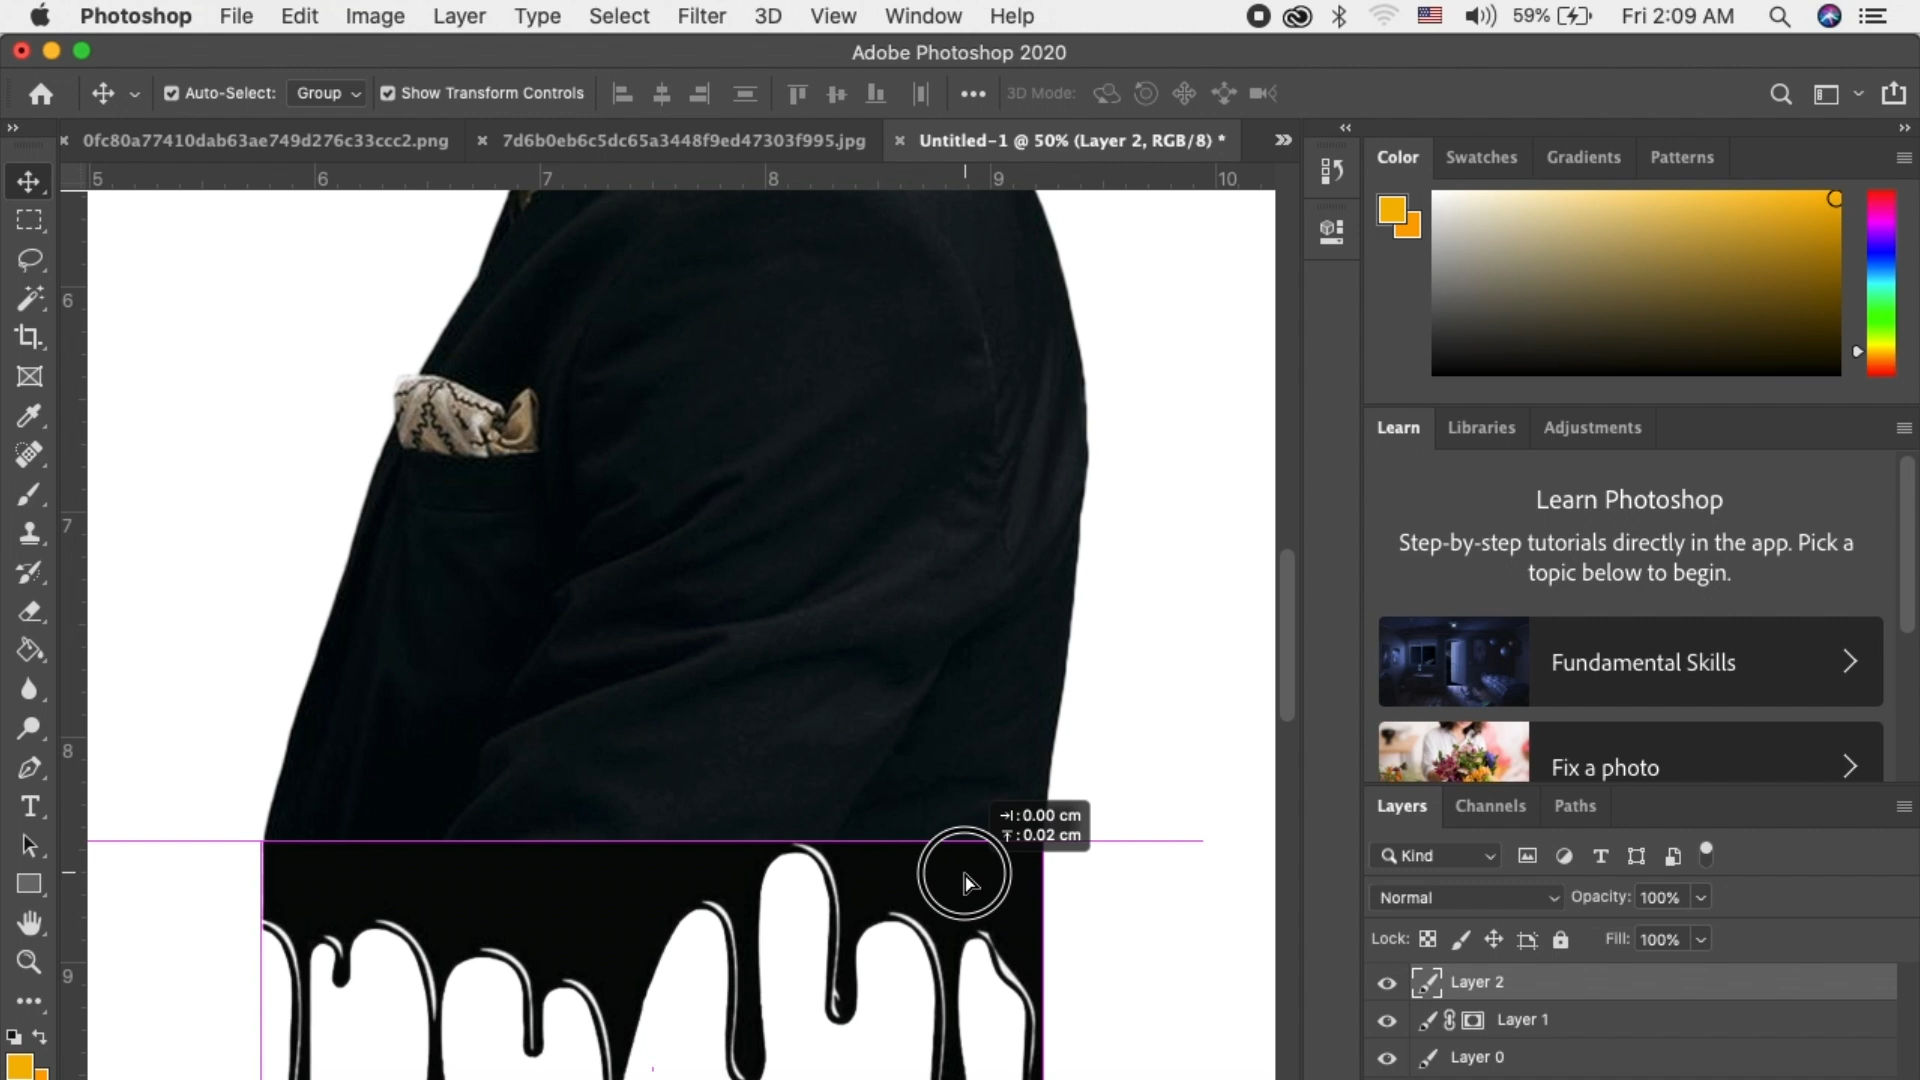 Photoshop File Edit Image Layer Type Select Filter 3D View Window Help 59% Fri 2:09 AM
Adobe Photoshop 2020
Auto-Select: Group Show Transform Controls 3D Mode:
0fc80a77410dab63ae749d276c33ccc2.png 7d6b0eb6c5dc65a3448f9ed47303f995.jpg Untitled-1 @ 50% (Layer 2, RGB/8) *
5 6 7 8 9 10
6
7
8
9
→|: 0.00 cm
: 0.02 cm
Color Swatches Gradients Patterns
Learn Libraries Adjustments
Learn Photoshop
Step-by-step tutorials directly in the app. Pick a
topic below to begin.
Fundamental Skills
Fix a photo
Layers Channels Paths
Kind
Normal Opacity: 100%
Lock: Fill: 100%
Layer 2
Layer 1
Layer 0